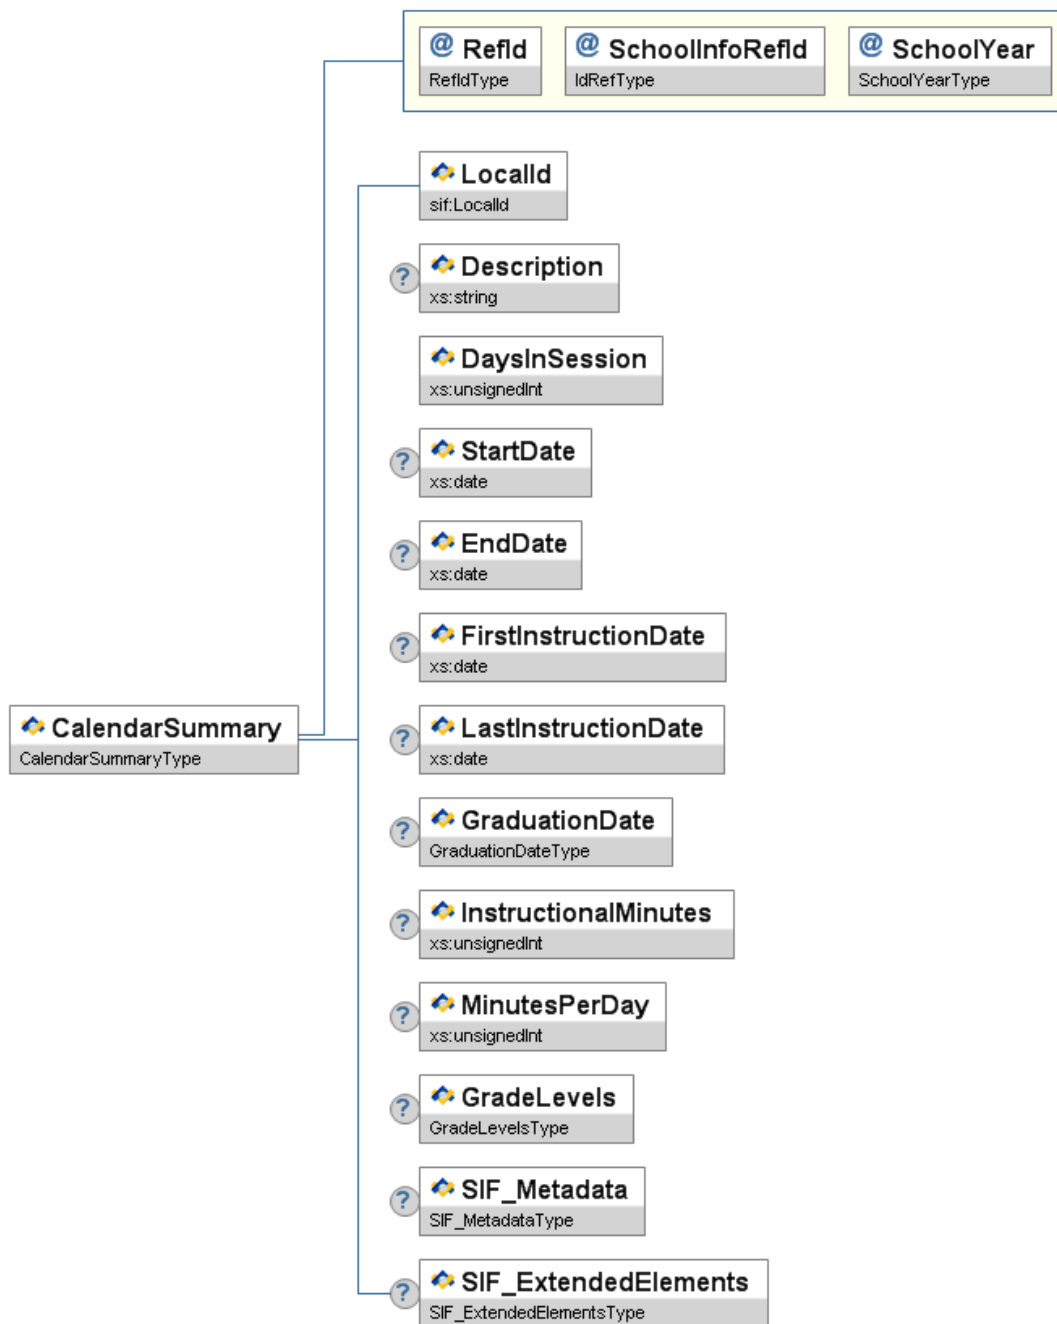 @ RefId
RefIdType
@ SchoolInfoRefId
IdRefType
@ SchoolYear
SchoolYearType
LocalId
sif:LocalId
? Description
xs:string
DaysInSession
xs:unsignedInt
? StartDate
xs:date
? EndDate
xs:date
? FirstInstructionDate
xs:date
CalendarSummary
CalendarSummaryType
? LastInstructionDate
xs:date
? GraduationDate
GraduationDateType
? InstructionalMinutes
xs:unsignedInt
? MinutesPerDay
xs:unsignedInt
? GradeLevels
GradeLevelsType
? SIF_Metadata
SIF_MetadataType
? SIF_ExtendedElements
SIF_ExtendedElementsType